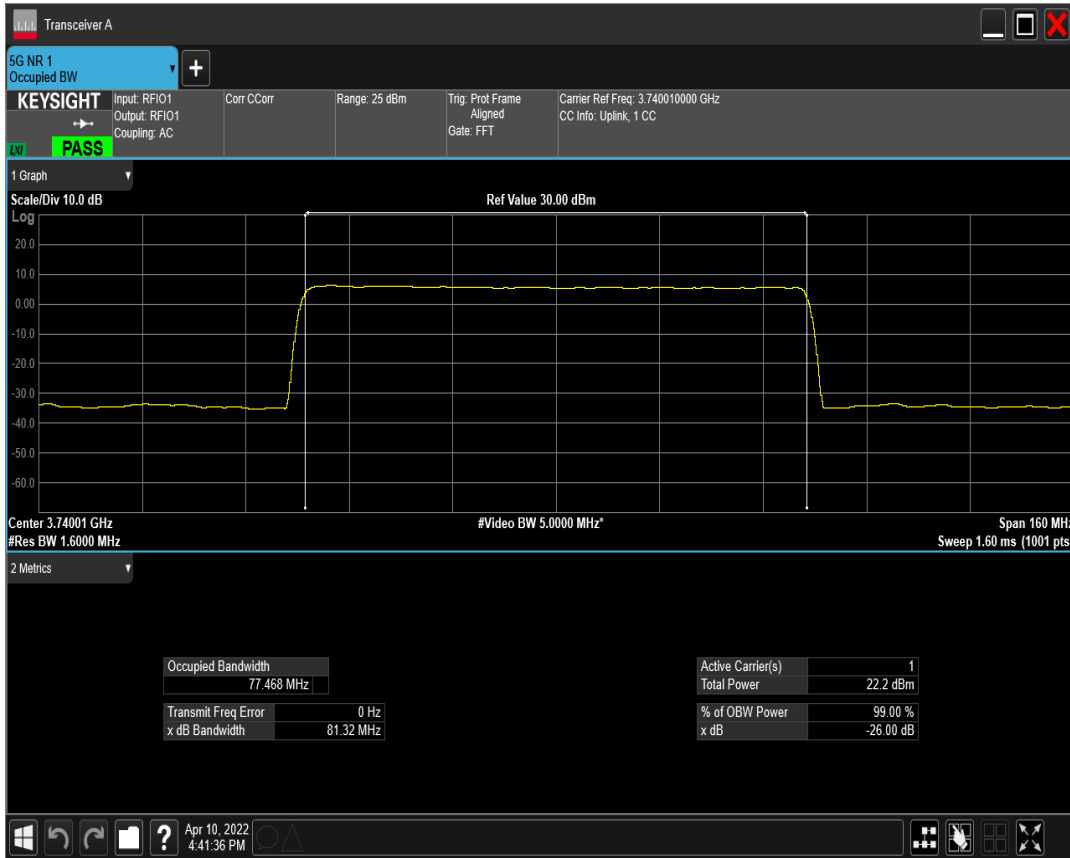 Transceiver A
5G NR 1
Occupied BW
KEYSIGHT
LXI
PASS
Input: RFIO1
Output: RFIO1
Coupling: AC
Corr CCorr
Range: 25 dBm
Trig: Prot Frame
Aligned
Gate: FFT
Carrier Ref Freq: 3.740010000 GHz
CC Info: Uplink, 1 CC
1 Graph
Scale/Div 10.0 dB
Ref Value 30.00 dBm
Log
20.0
10.0
0.00
-10.0
-20.0
-30.0
-40.0
-50.0
-60.0
Center 3.74001 GHz
#Video BW 5.0000 MHz*
Span 160 MHz
#Res BW 1.6000 MHz
Sweep 1.60 ms (1001 pts
2 Metrics
Occupied Bandwidth
77.468 MHz
Transmit Freq Error 0 Hz
x dB Bandwidth 81.32 MHz
Active Carrier(s) 1
Total Power 22.2 dBm
% of OBW Power 99.00 %
x dB -26.00 dB
?
Apr 10, 2022
4:41:36 PM